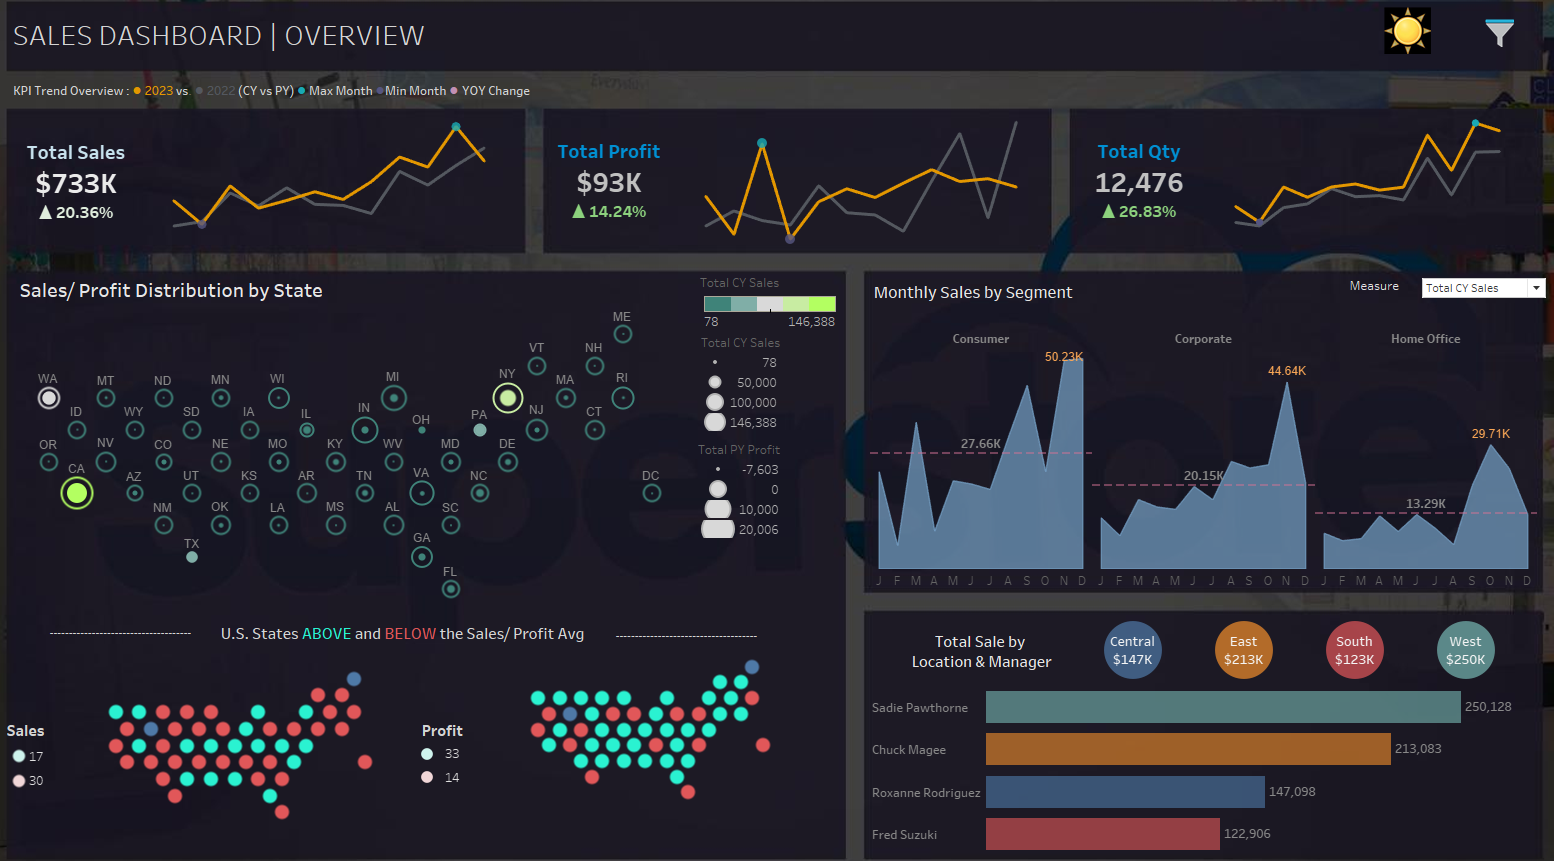 SALES DASHBOARD | OVERVIEW
KPI Trend Overview : 2023 vs. 2022 (CY vs PY) Max Month Min Month YOY Change
Total Sales
$733K
▲ 20.36%
Total Profit
$93K
▲ 14.24%
Total Qty
12,476
▲ 26.83%
Sales/ Profit Distribution by State
Total CY Sales
78 146,388
Total CY Sales
78
50,000
100,000
146,388
Total PY Profit
-7,603
0
10,000
20,006
ME
VT NH
WA MT ND MN WI MI NY MA RI
ID WY SD IA IL IN OH PA NJ CT
OR NV CO NE MO KY WV MD DE
CA AZ UT KS AR TN VA NC DC
NM OK LA MS AL SC
TX GA
FL
U.S. States ABOVE and BELOW the Sales/ Profit Avg
Sales
17
30
Profit
33
14
Monthly Sales by Segment
Measure Total CY Sales
Consumer Corporate Home Office
50.23K 44.64K 29.71K
27.66K 20.15K 13.29K
J F M A M J J A S O N D J F M A M J J A S O N D J F M A M J J A S O N D
Total Sale by
Location & Manager
Central
$147K
East
$213K
South
$123K
West
$250K
Sadie Pawthorne 250,128
Chuck Magee 213,083
Roxanne Rodriguez 147,098
Fred Suzuki 122,906